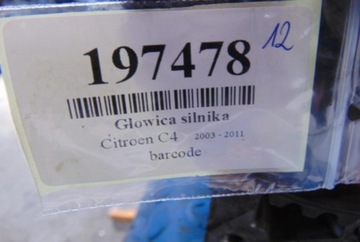 197478 12
Głowica silnika
Citroen C4 2003 - 2011
barcode